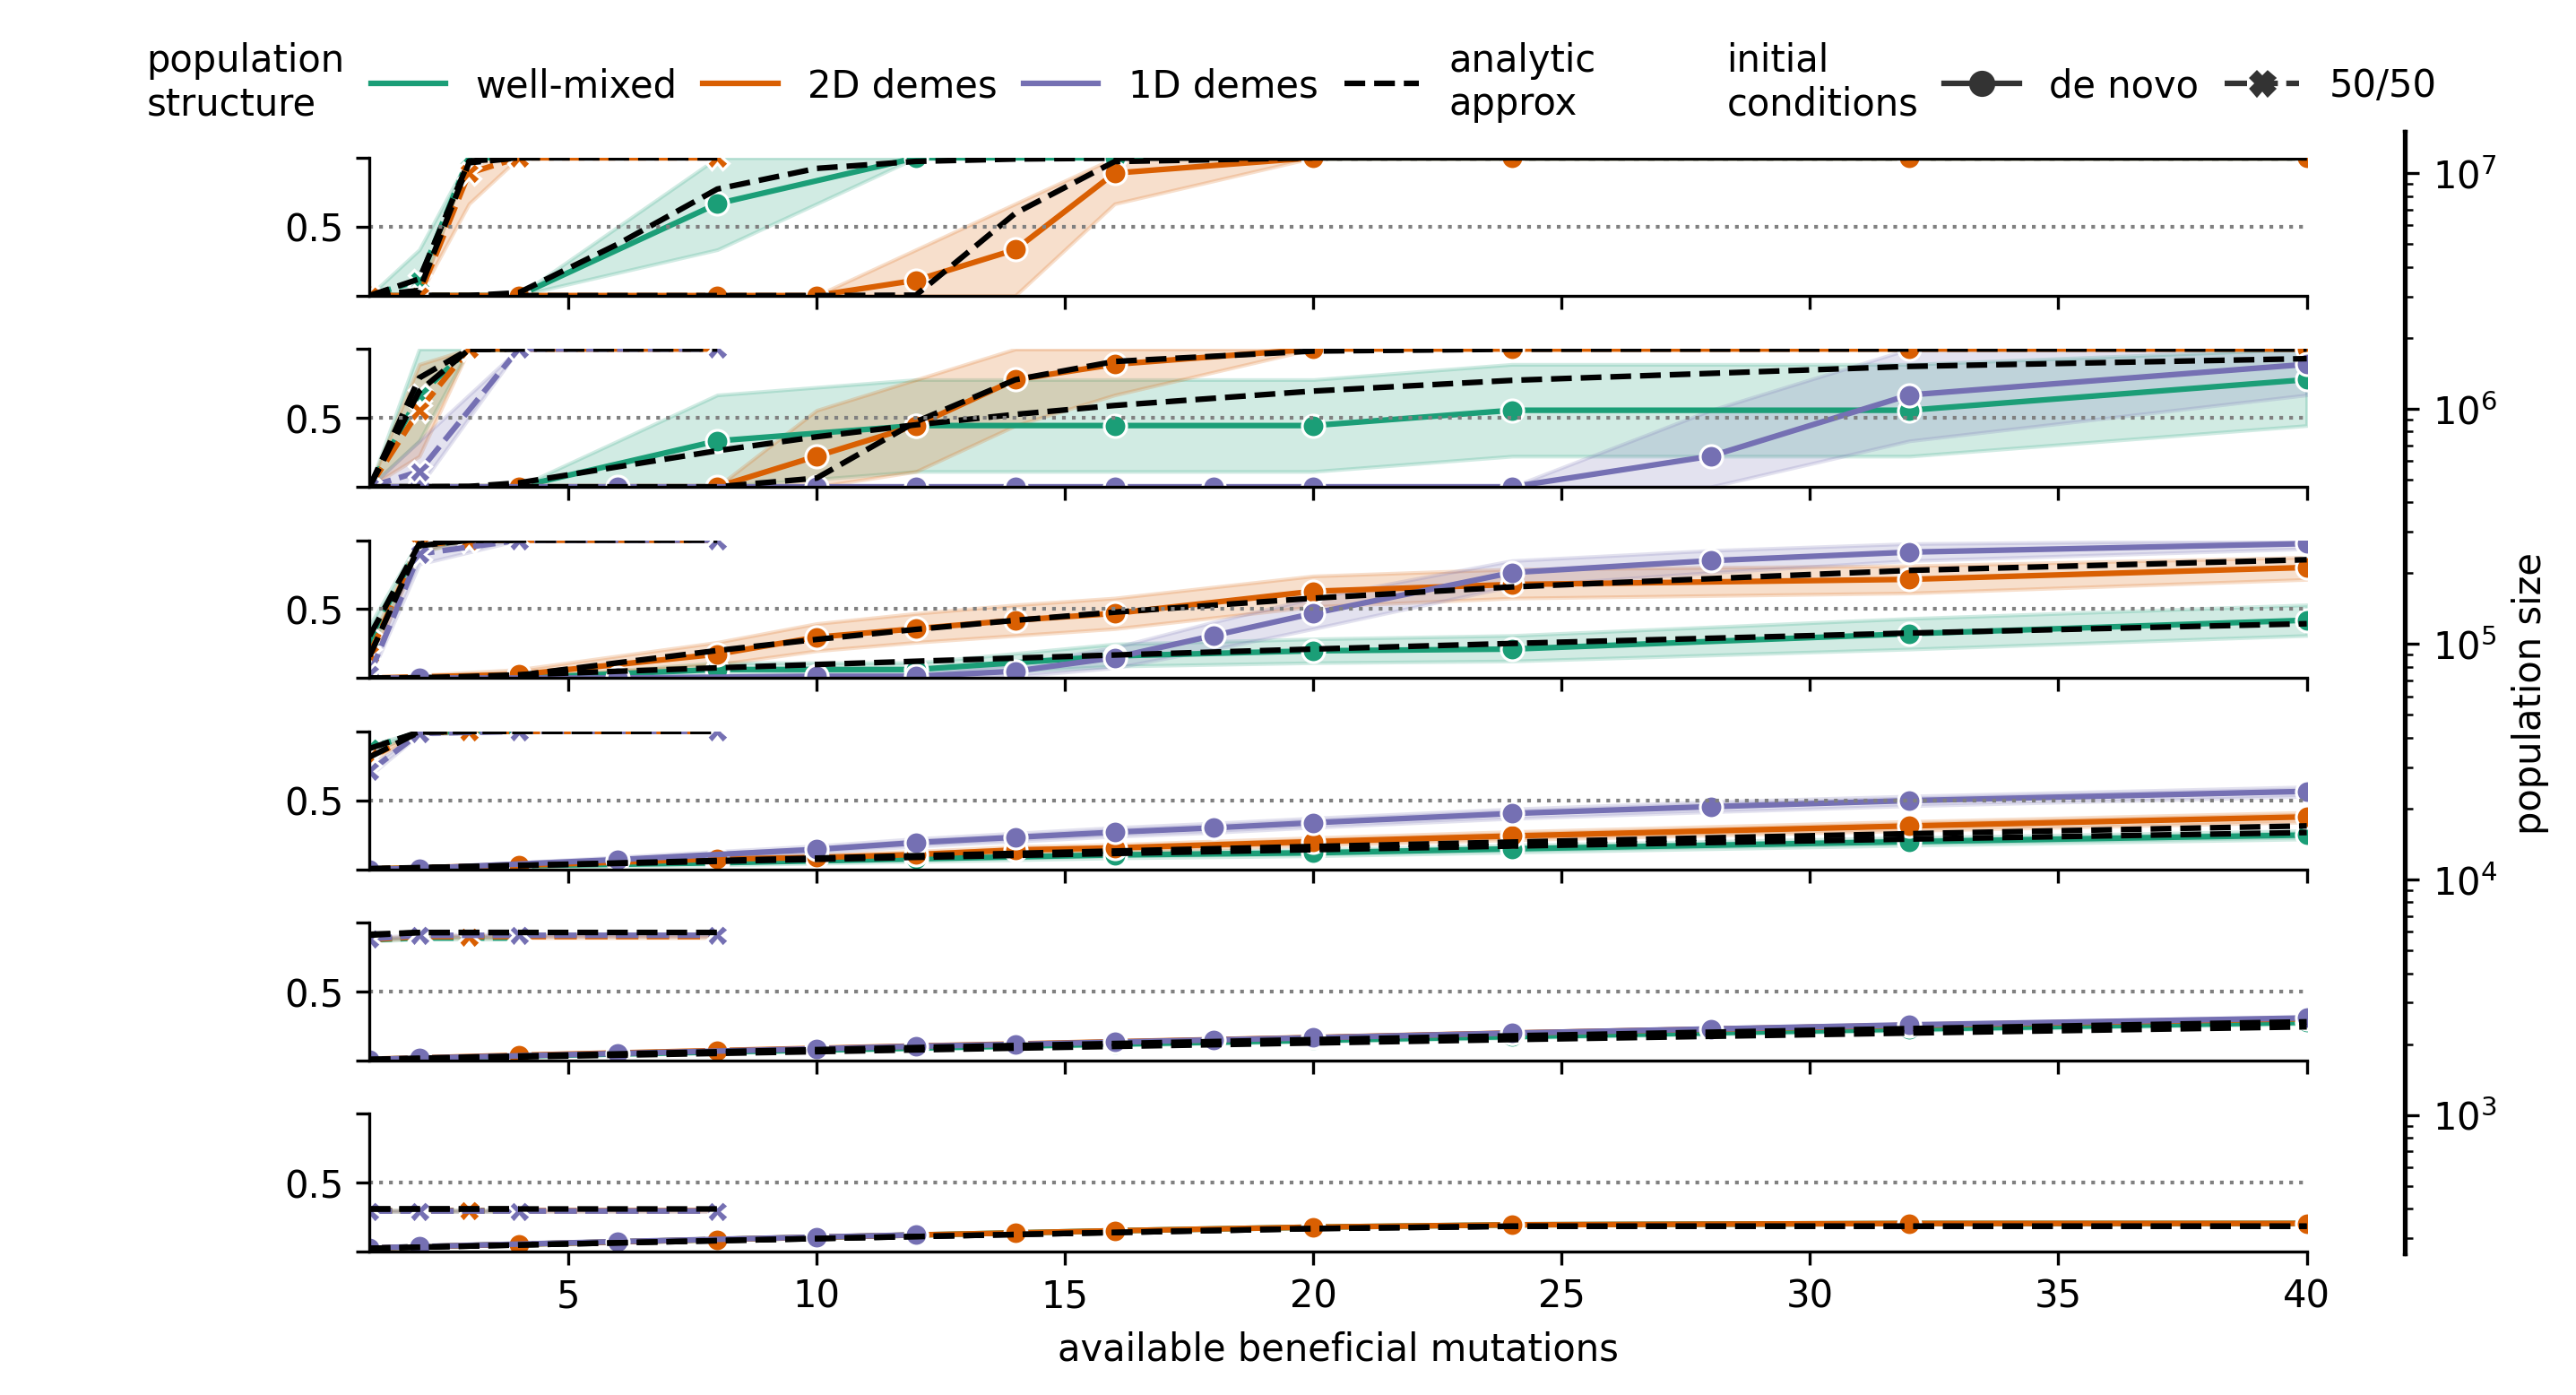 population
structure
well-mixed
2D demes
1D demes
analytic
approx
initial
conditions
de novo
50/50
0.5
0.5
0.5
0.5
0.5
0.5
5
10
15
20
25
30
35
40
available beneficial mutations
10⁷
10⁶
10⁵
10⁴
10³
population size